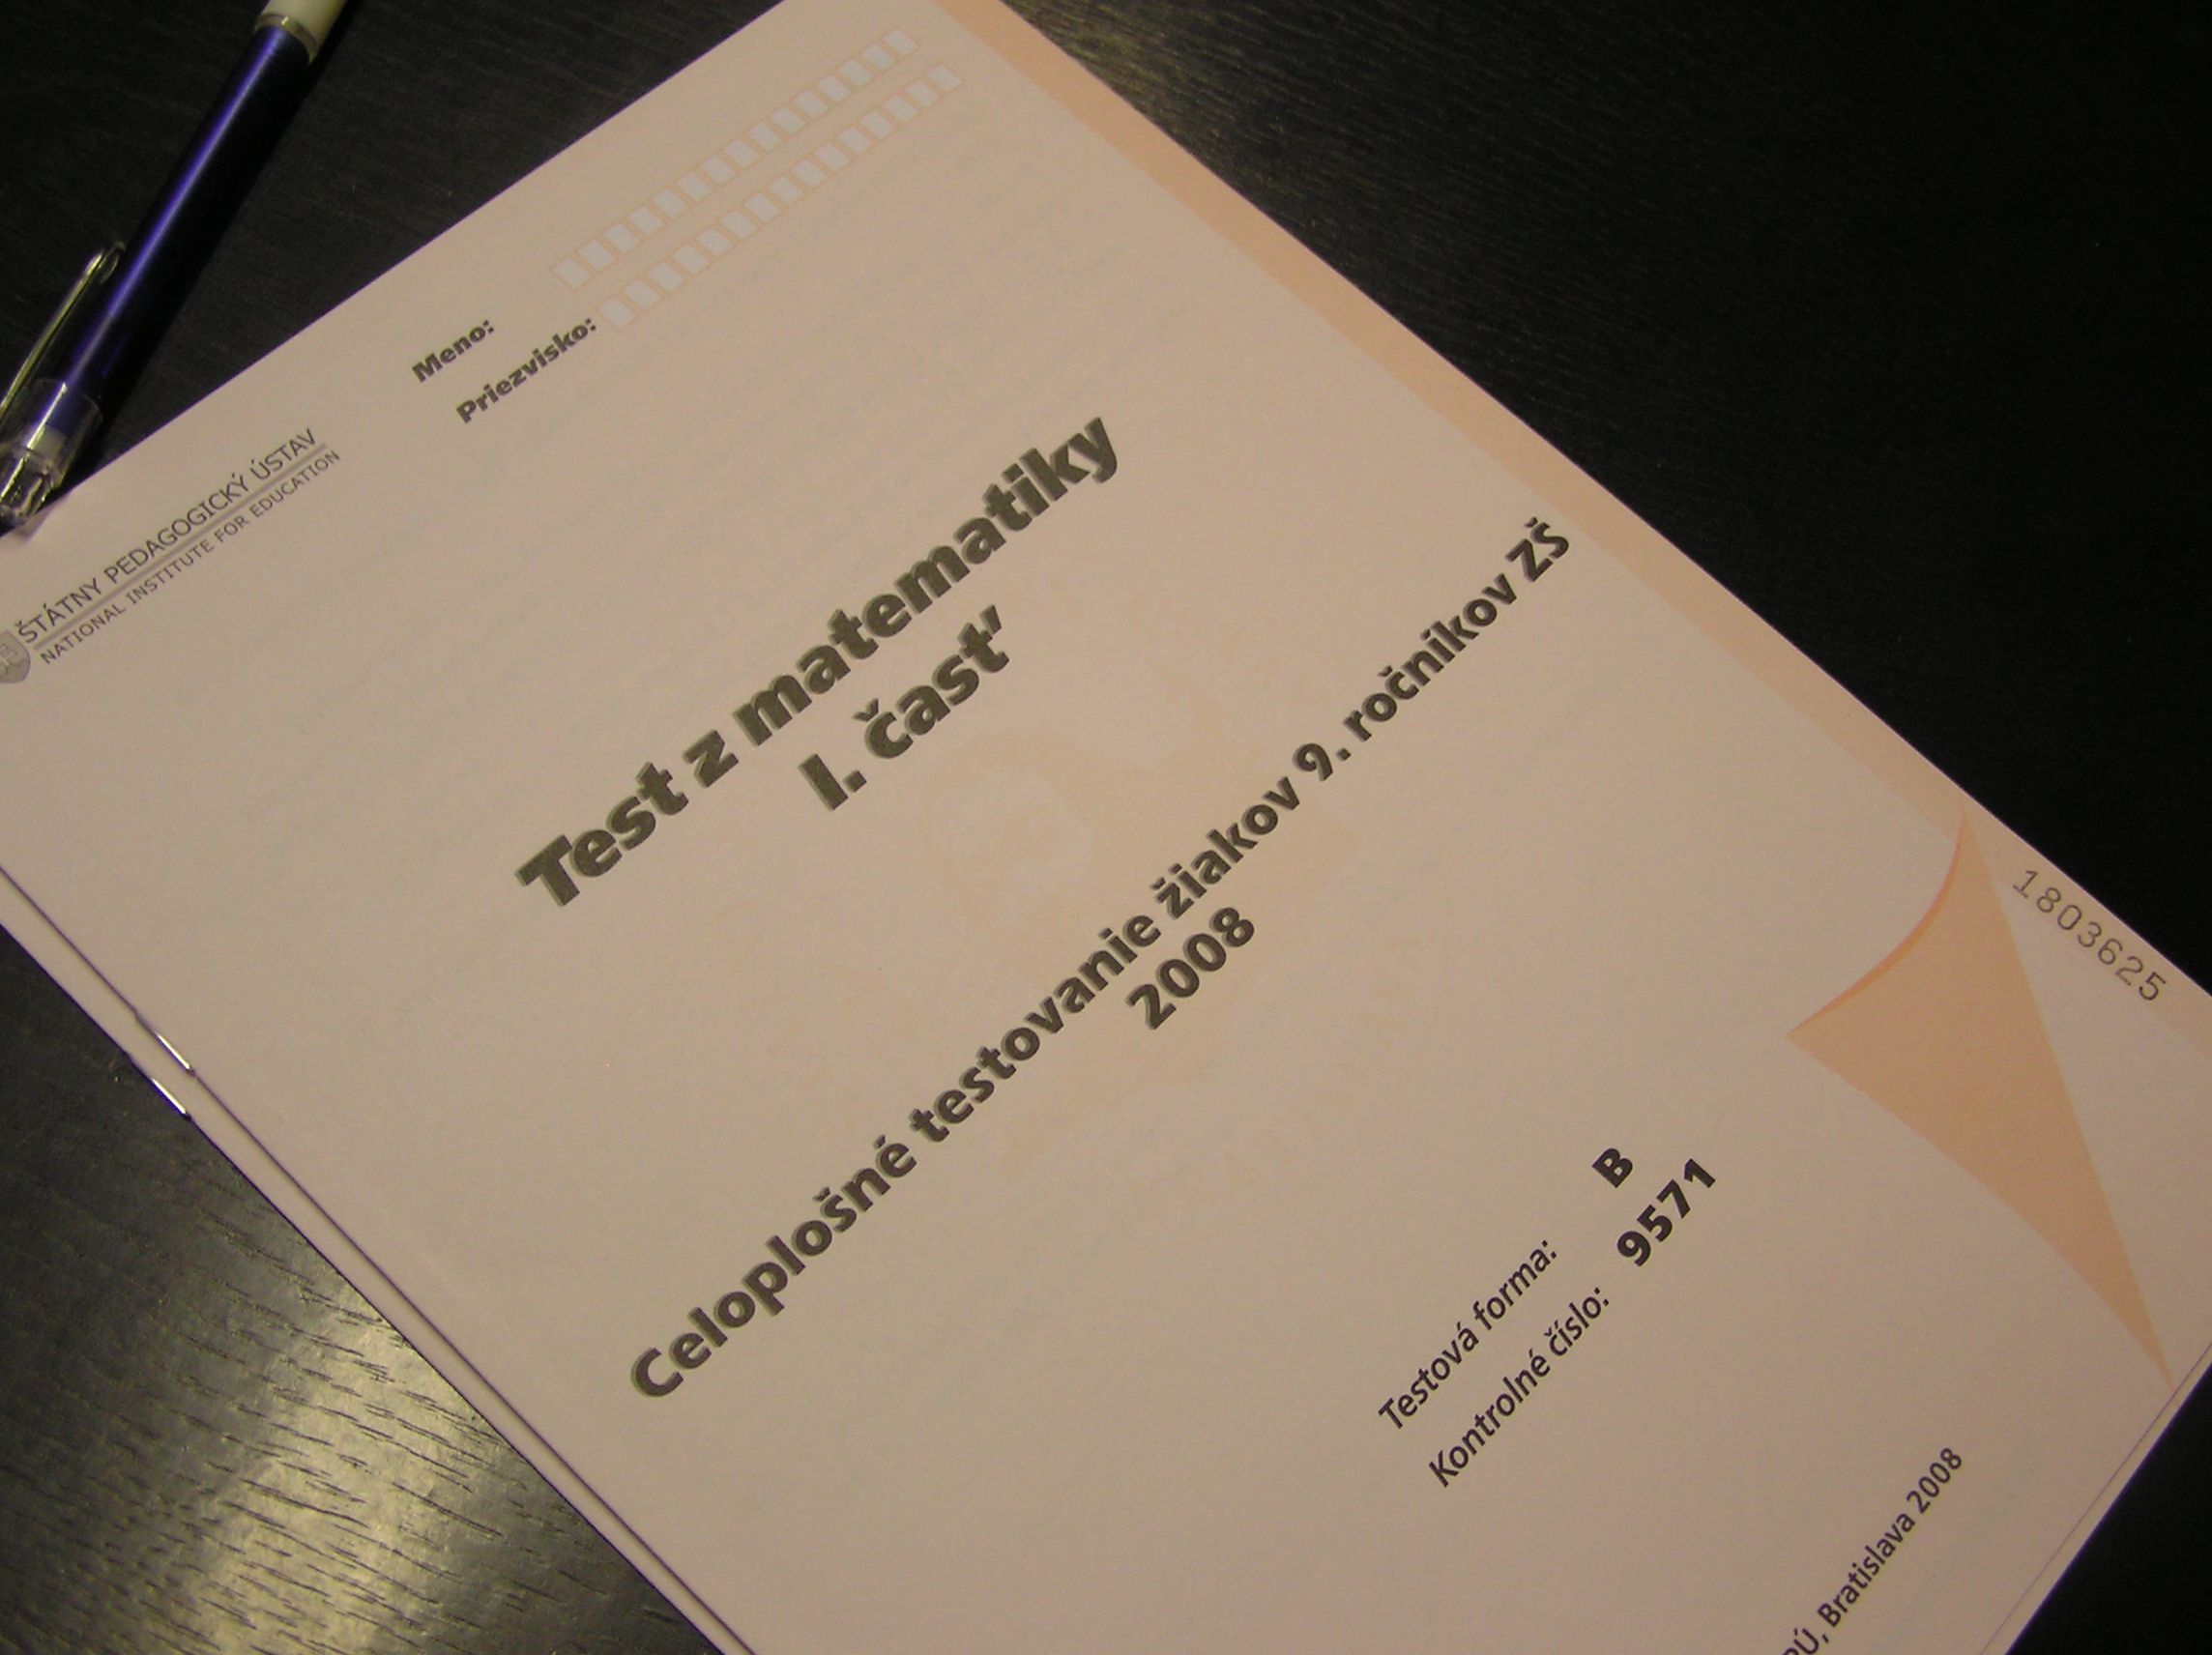 ŠTÁTNY PEDAGOGICKÝ ÚSTAV
NATIONAL INSTITUTE FOR EDUCATION
Meno:
Priezvisko:
Test z matematiky
I. časť
Celoplošné testovanie žiakov 9. ročníkov ZŠ
2008
1803625
Testová forma: B
Kontrolné číslo: 9571
Bratislava 2008